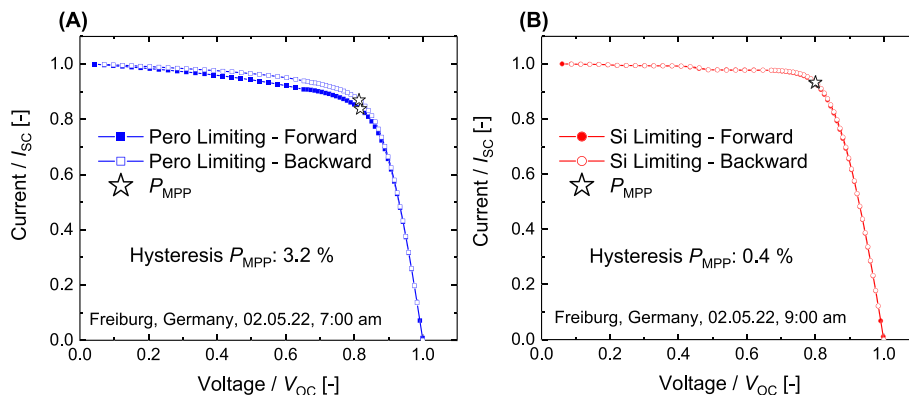 (A)
1.0
0.8
0.6
0.4
0.2
0.0
Current / I_SC [-]
Pero Limiting - Forward
Pero Limiting - Backward
P_MPP
Hysteresis P_MPP: 3.2 %
Freiburg, Germany, 02.05.22, 7:00 am
0.0 0.2 0.4 0.6 0.8 1.0
Voltage / V_OC [-]
(B)
1.0
0.8
0.6
0.4
0.2
0.0
Current / I_SC [-]
Si Limiting - Forward
Si Limiting - Backward
P_MPP
Hysteresis P_MPP: 0.4 %
Freiburg, Germany, 02.05.22, 9:00 am
0.0 0.2 0.4 0.6 0.8 1.0
Voltage / V_OC [-]